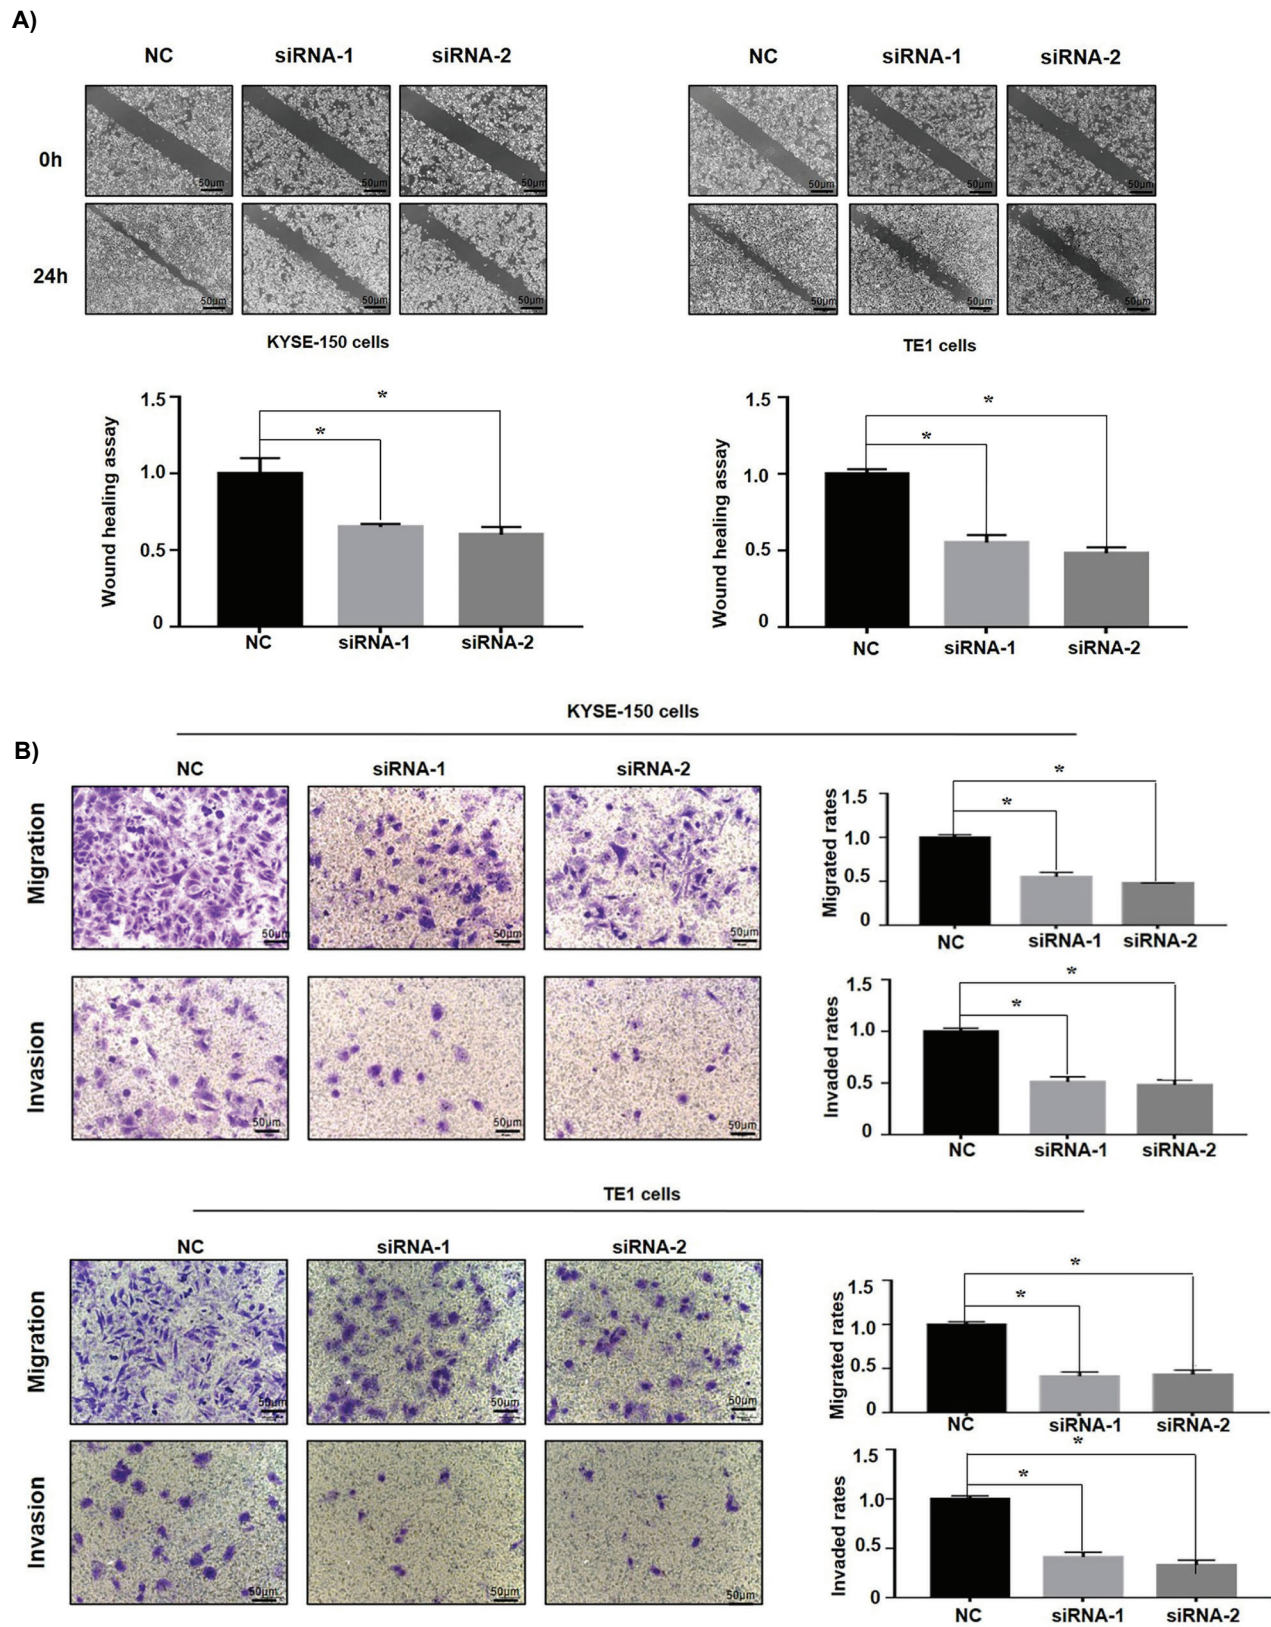 A)
NC siRNA-1 siRNA-2 NC siRNA-1 siRNA-2
0h
50μm 50μm 50μm 50μm 50μm 50μm
24h
50μm 50μm 50μm 50μm 50μm 50μm
KYSE-150 cells TE1 cells
Wound healing assay
1.5
1.0
0.5
0
* *
NC siRNA-1 siRNA-2
Wound healing assay
1.5
1.0
0.5
0
* *
NC siRNA-1 siRNA-2
KYSE-150 cells
B)
NC siRNA-1 siRNA-2
Migration
50μm 50μm 50μm
Migrated rates
1.5
1.0
0.5
0
* *
NC siRNA-1 siRNA-2
Invasion
50μm 50μm 50μm
Invaded rates
1.5
1.0
0.5
0
* *
NC siRNA-1 siRNA-2
TE1 cells
NC siRNA-1 siRNA-2
Migration
50μm 50μm 50μm
Migrated rates
1.5
1.0
0.5
0
* *
NC siRNA-1 siRNA-2
Invasion
50μm 50μm 50μm
Invaded rates
1.5
1.0
0.5
0
* *
NC siRNA-1 siRNA-2